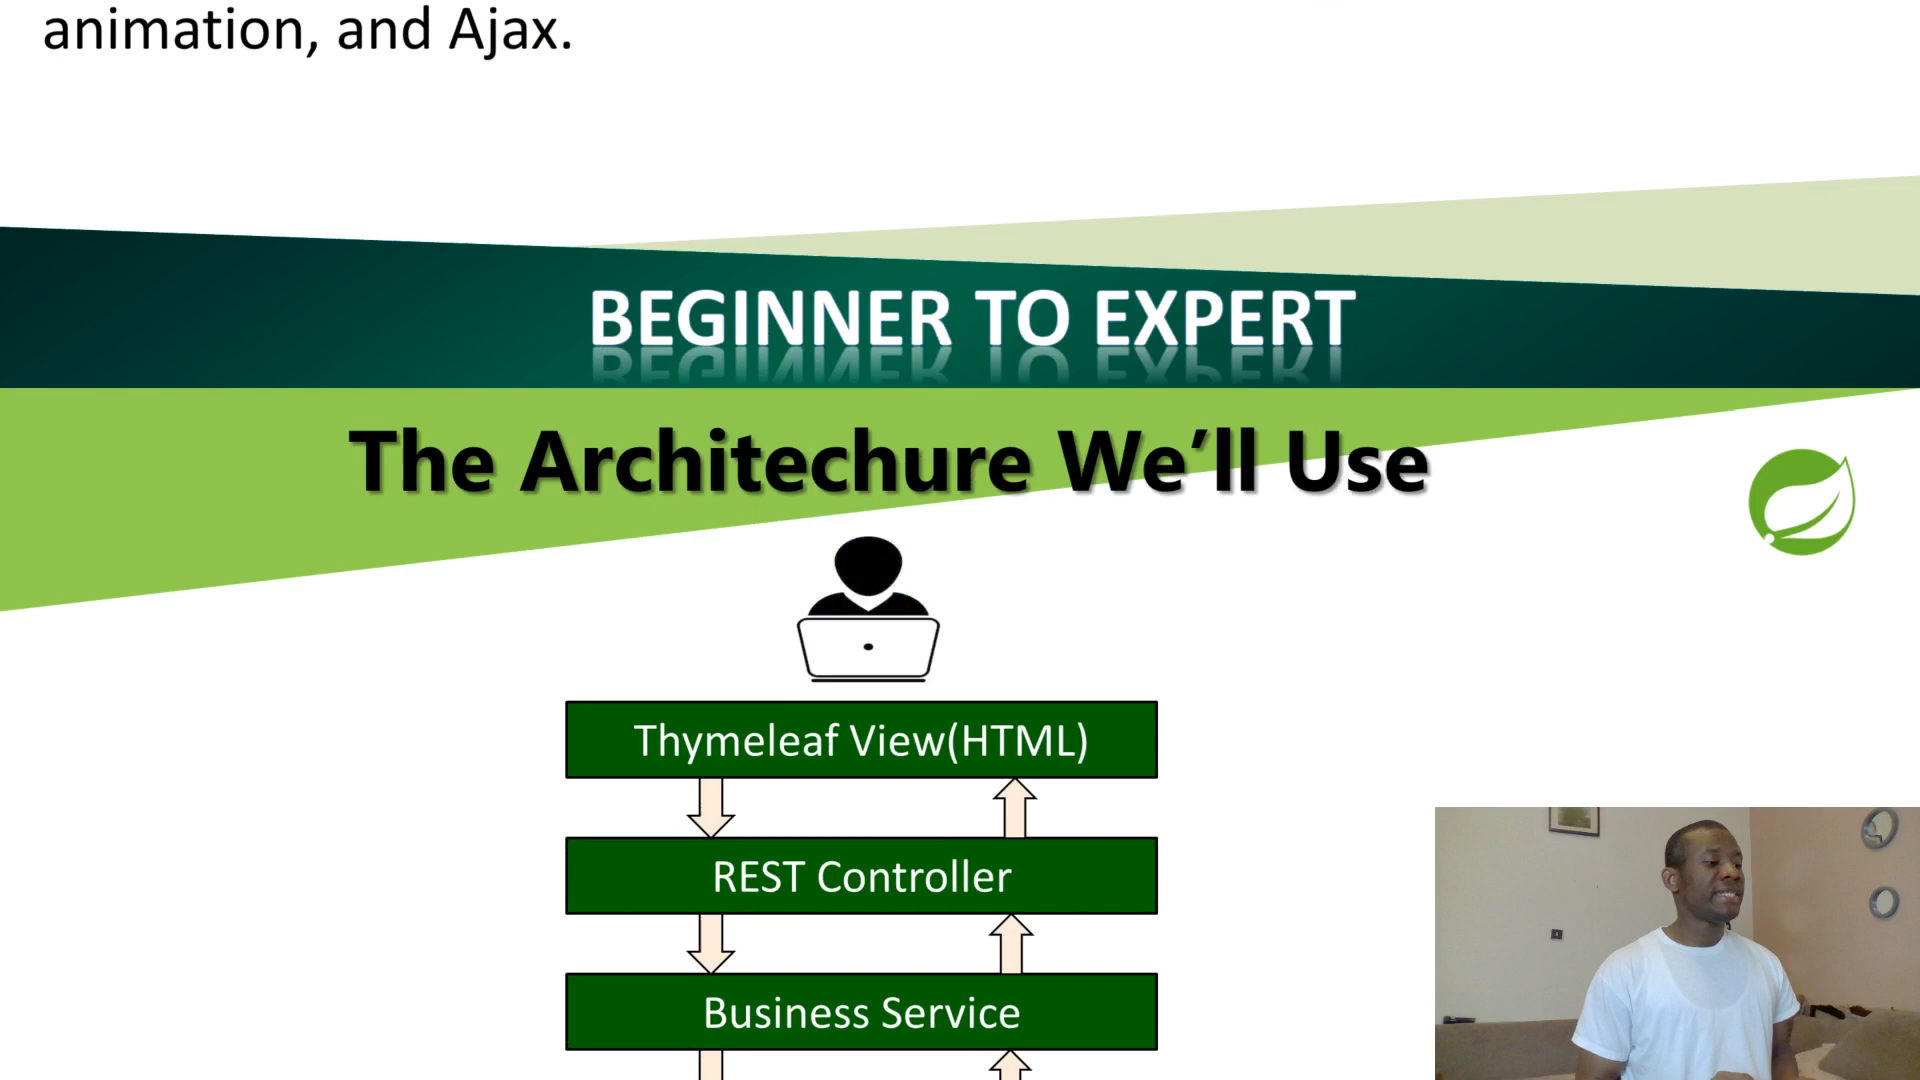 animation, and Ajax.
BEGINNER TO EXPERT
The Architechure We’ll Use
Thymeleaf View(HTML)
REST Controller
Business Service